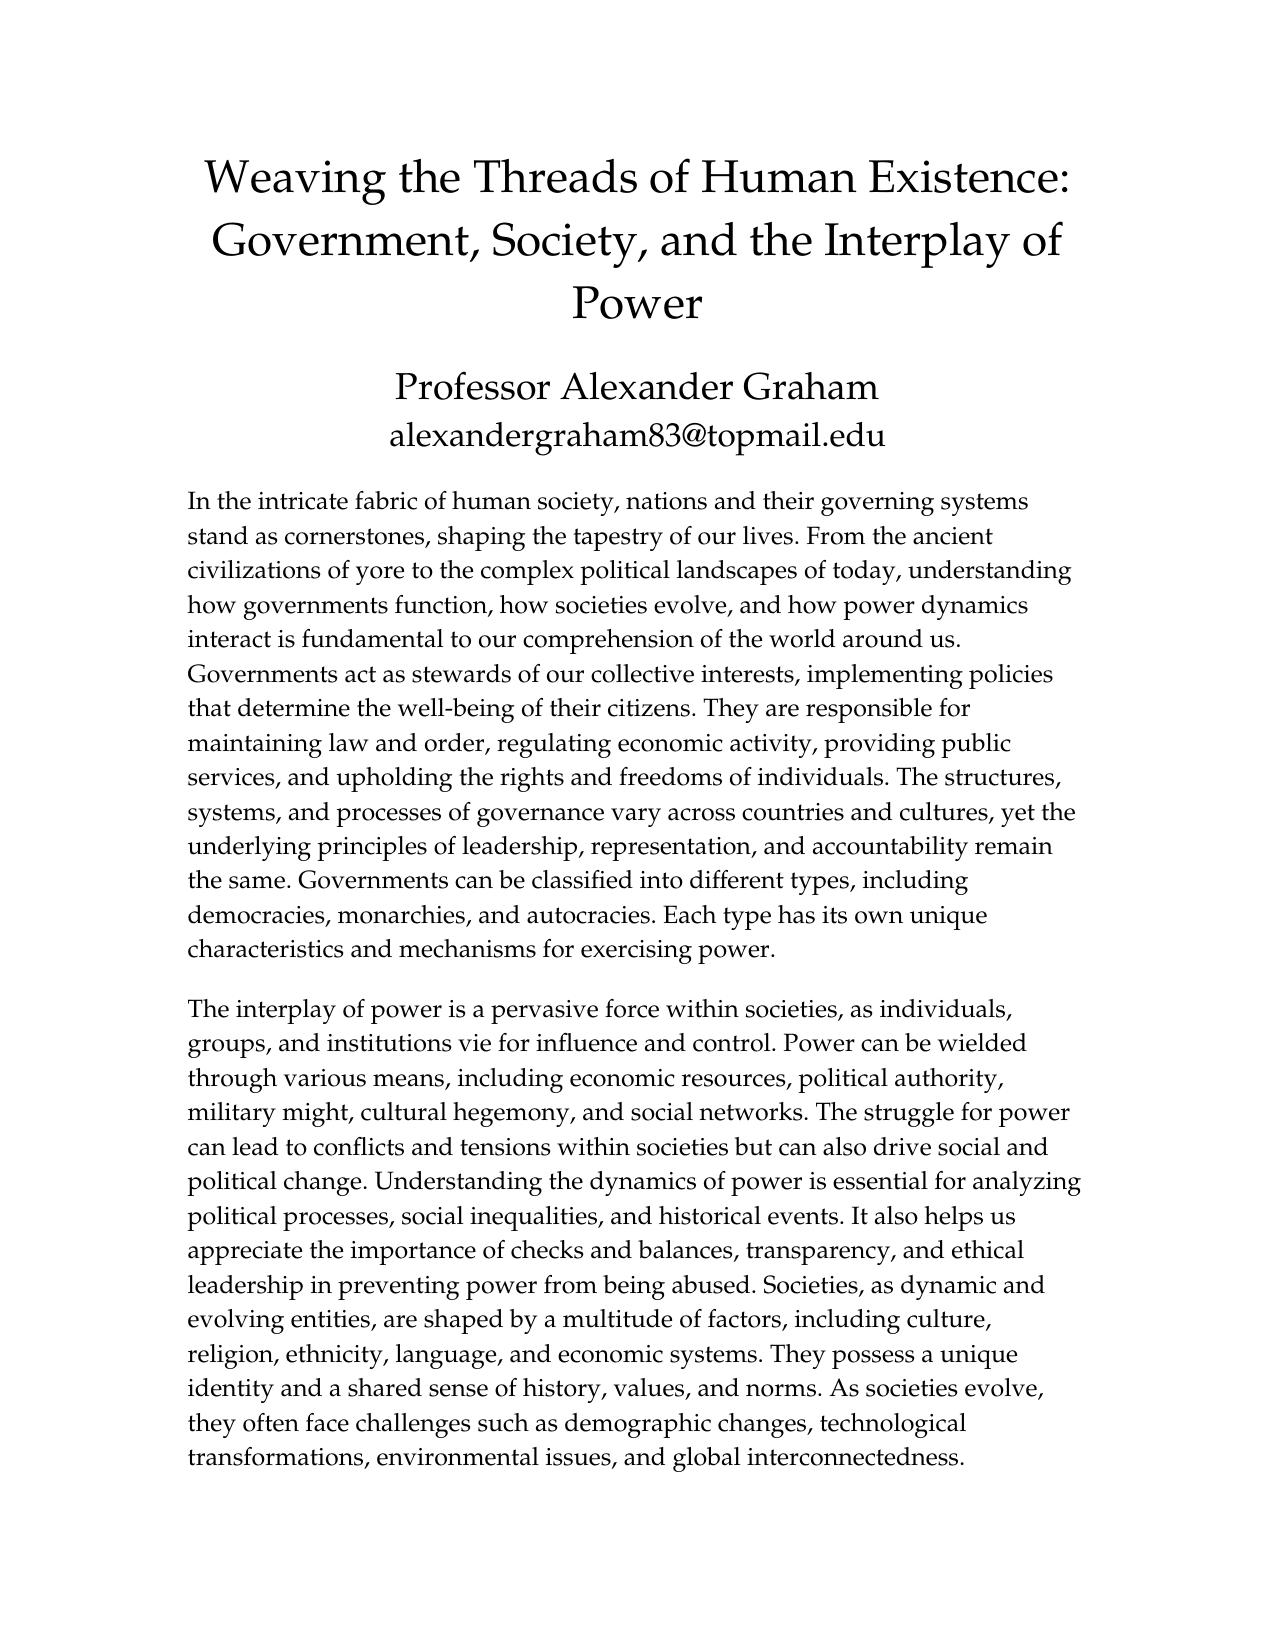 Weaving the Threads of Human Existence:
Government, Society, and the Interplay of
Power
Professor Alexander Graham
alexandergraham83@topmail.edu
In the intricate fabric of human society, nations and their governing systems
stand as cornerstones, shaping the tapestry of our lives. From the ancient
civilizations of yore to the complex political landscapes of today, understanding
how governments function, how societies evolve, and how power dynamics
interact is fundamental to our comprehension of the world around us.
Governments act as stewards of our collective interests, implementing policies
that determine the well-being of their citizens. They are responsible for
maintaining law and order, regulating economic activity, providing public
services, and upholding the rights and freedoms of individuals. The structures,
systems, and processes of governance vary across countries and cultures, yet the
underlying principles of leadership, representation, and accountability remain
the same. Governments can be classified into different types, including
democracies, monarchies, and autocracies. Each type has its own unique
characteristics and mechanisms for exercising power.
The interplay of power is a pervasive force within societies, as individuals,
groups, and institutions vie for influence and control. Power can be wielded
through various means, including economic resources, political authority,
military might, cultural hegemony, and social networks. The struggle for power
can lead to conflicts and tensions within societies but can also drive social and
political change. Understanding the dynamics of power is essential for analyzing
political processes, social inequalities, and historical events. It also helps us
appreciate the importance of checks and balances, transparency, and ethical
leadership in preventing power from being abused. Societies, as dynamic and
evolving entities, are shaped by a multitude of factors, including culture,
religion, ethnicity, language, and economic systems. They possess a unique
identity and a shared sense of history, values, and norms. As societies evolve,
they often face challenges such as demographic changes, technological
transformations, environmental issues, and global interconnectedness.